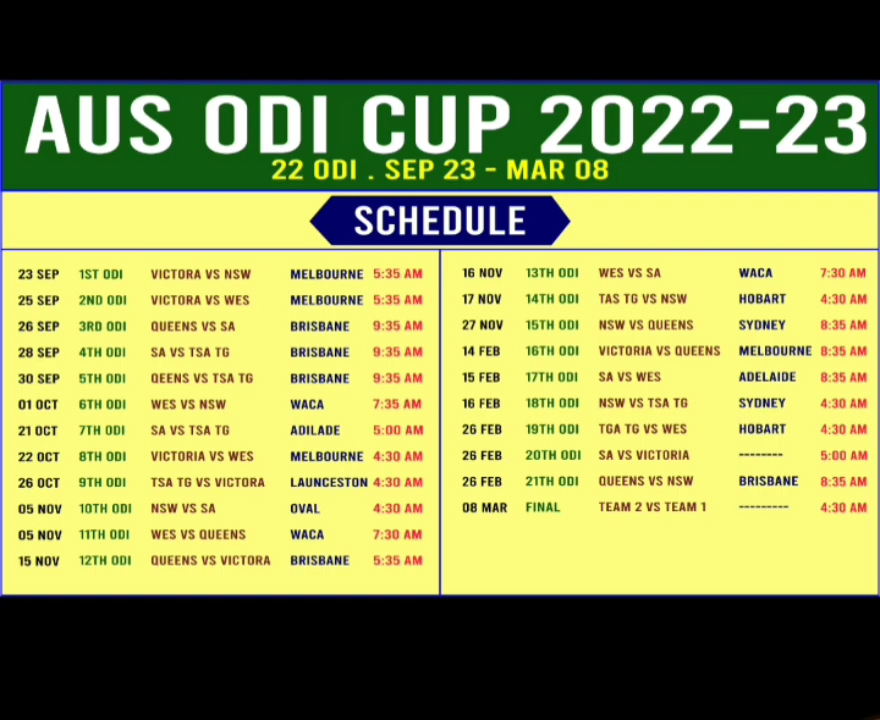 AUS ODI CUP 2022-23
22 ODI . SEP 23 - MAR 08
SCHEDULE
23 SEP 1ST ODI VICTORA VS NSW MELBOURNE 5:35 AM
25 SEP 2ND ODI VICTORA VS WES MELBOURNE 5:35 AM
26 SEP 3RD ODI QUEENS VS SA BRISBANE 9:35 AM
28 SEP 4TH ODI SA VS TSA TG BRISBANE 9:35 AM
30 SEP 5TH ODI QEENS VS TSA TG BRISBANE 9:35 AM
01 OCT 6TH ODI WES VS NSW WACA 7:35 AM
21 OCT 7TH ODI SA VS TSA TG ADILADE 5:00 AM
22 OCT 8TH ODI VICTORIA VS WES MELBOURNE 4:30 AM
26 OCT 9TH ODI TSA TG VS VICTORA LAUNCESTON 4:30 AM
05 NOV 10TH ODI NSW VS SA OVAL 4:30 AM
05 NOV 11TH ODI WES VS QUEENS WACA 7:30 AM
15 NOV 12TH ODI QUEENS VS VICTORA BRISBANE 5:35 AM
16 NOV 13TH ODI WES VS SA WACA 7:30 AM
17 NOV 14TH ODI TAS TG VS NSW HOBART 4:30 AM
27 NOV 15TH ODI NSW VS QUEENS SYDNEY 8:35 AM
14 FEB 16TH ODI VICTORIA VS QUEENS MELBOURNE 8:35 AM
15 FEB 17TH ODI SA VS WES ADELAIDE 8:35 AM
16 FEB 18TH ODI NSW VS TSA TG SYDNEY 4:30 AM
26 FEB 19TH ODI TGA TG VS WES HOBART 4:30 AM
26 FEB 20TH ODI SA VS VICTORIA -------- 5:00 AM
26 FEB 21TH ODI QUEENS VS NSW BRISBANE 8:35 AM
08 MAR FINAL TEAM 2 VS TEAM 1 --------- 4:30 AM